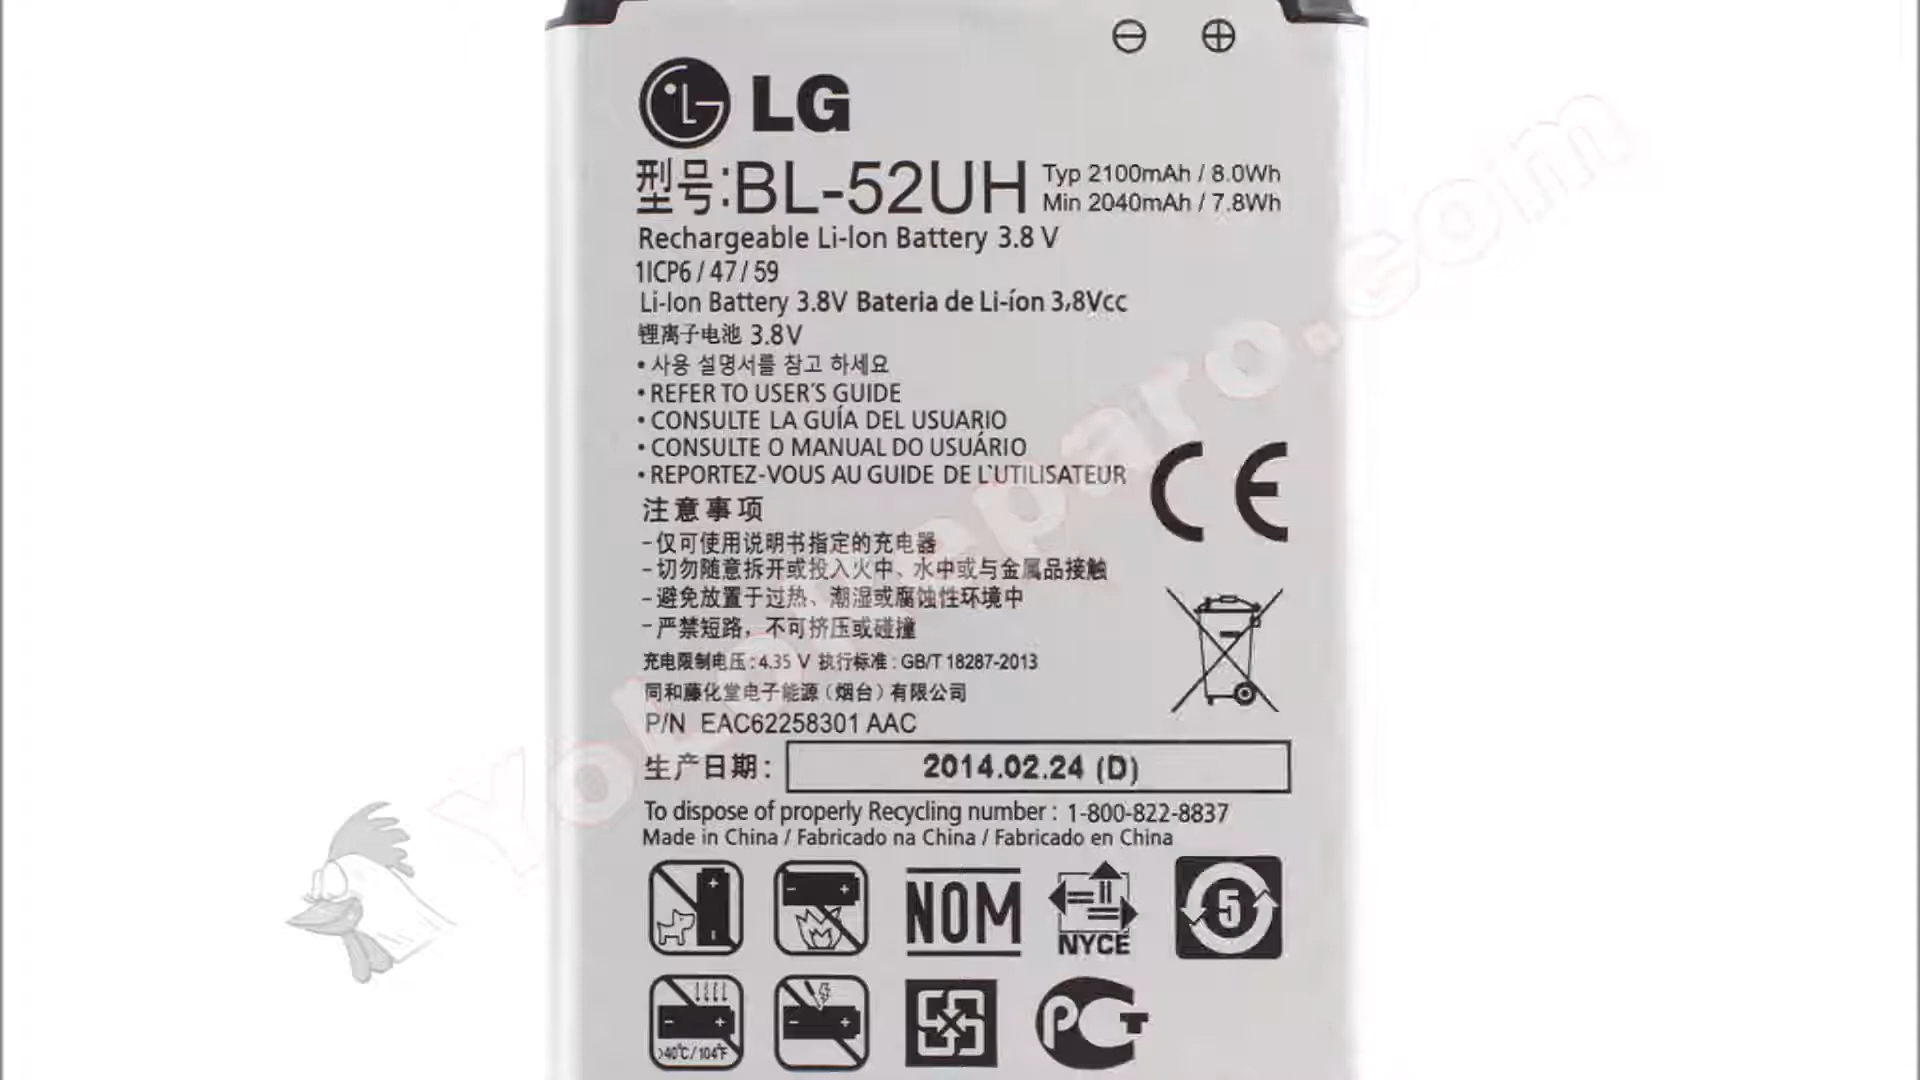 LG
型号:BL-52UH Typ 2100mAh / 8.0Wh
Min 2040mAh / 7.8Wh
Rechargeable Li-Ion Battery 3.8 V
1ICP6 / 47 / 59
Li-Ion Battery 3.8V Bateria de Li-íon 3,8Vcc
锂离子电池 3.8V
• 사용 설명서를 참고 하세요
• REFER TO USER'S GUIDE
• CONSULTE LA GUÍA DEL USUARIO
• CONSULTE O MANUAL DO USUÁRIO
• REPORTEZ-VOUS AU GUIDE DE L`UTILISATEUR
CE
注意事项
-仅可使用说明书指定的充电器
-切勿随意拆开或投入火中、水中或与金属品接触
-避免放置于过热、潮湿或腐蚀性环境中
-严禁短路，不可挤压或碰撞
充电限制电压:4.35 V 执行标准:GB/T 18287-2013
同和藤化堂电子能源（烟台）有限公司
P/N EAC62258301 AAC
生产日期: 2014.02.24 (D)
To dispose of properly Recycling number : 1-800-822-8837
Made in China / Fabricado na China / Fabricado en China
NOM
NYCE
5
>40℃/104℉
PCT
YoloReparo.com